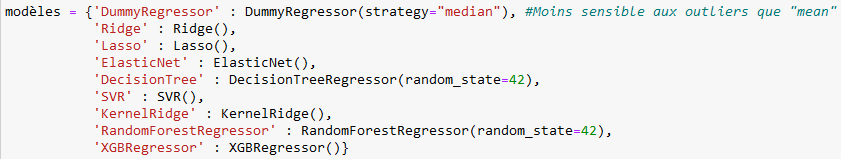 modèles = {'DummyRegressor' : DummyRegressor(strategy="median"), #Moins sensible aux outliers que "mean"
'Ridge' : Ridge(),
'Lasso' : Lasso(),
'ElasticNet' : ElasticNet(),
'DecisionTree' : DecisionTreeRegressor(random_state=42),
'SVR' : SVR(),
'KernelRidge' : KernelRidge(),
'RandomForestRegressor' : RandomForestRegressor(random_state=42),
'XGBRegressor' : XGBRegressor()}